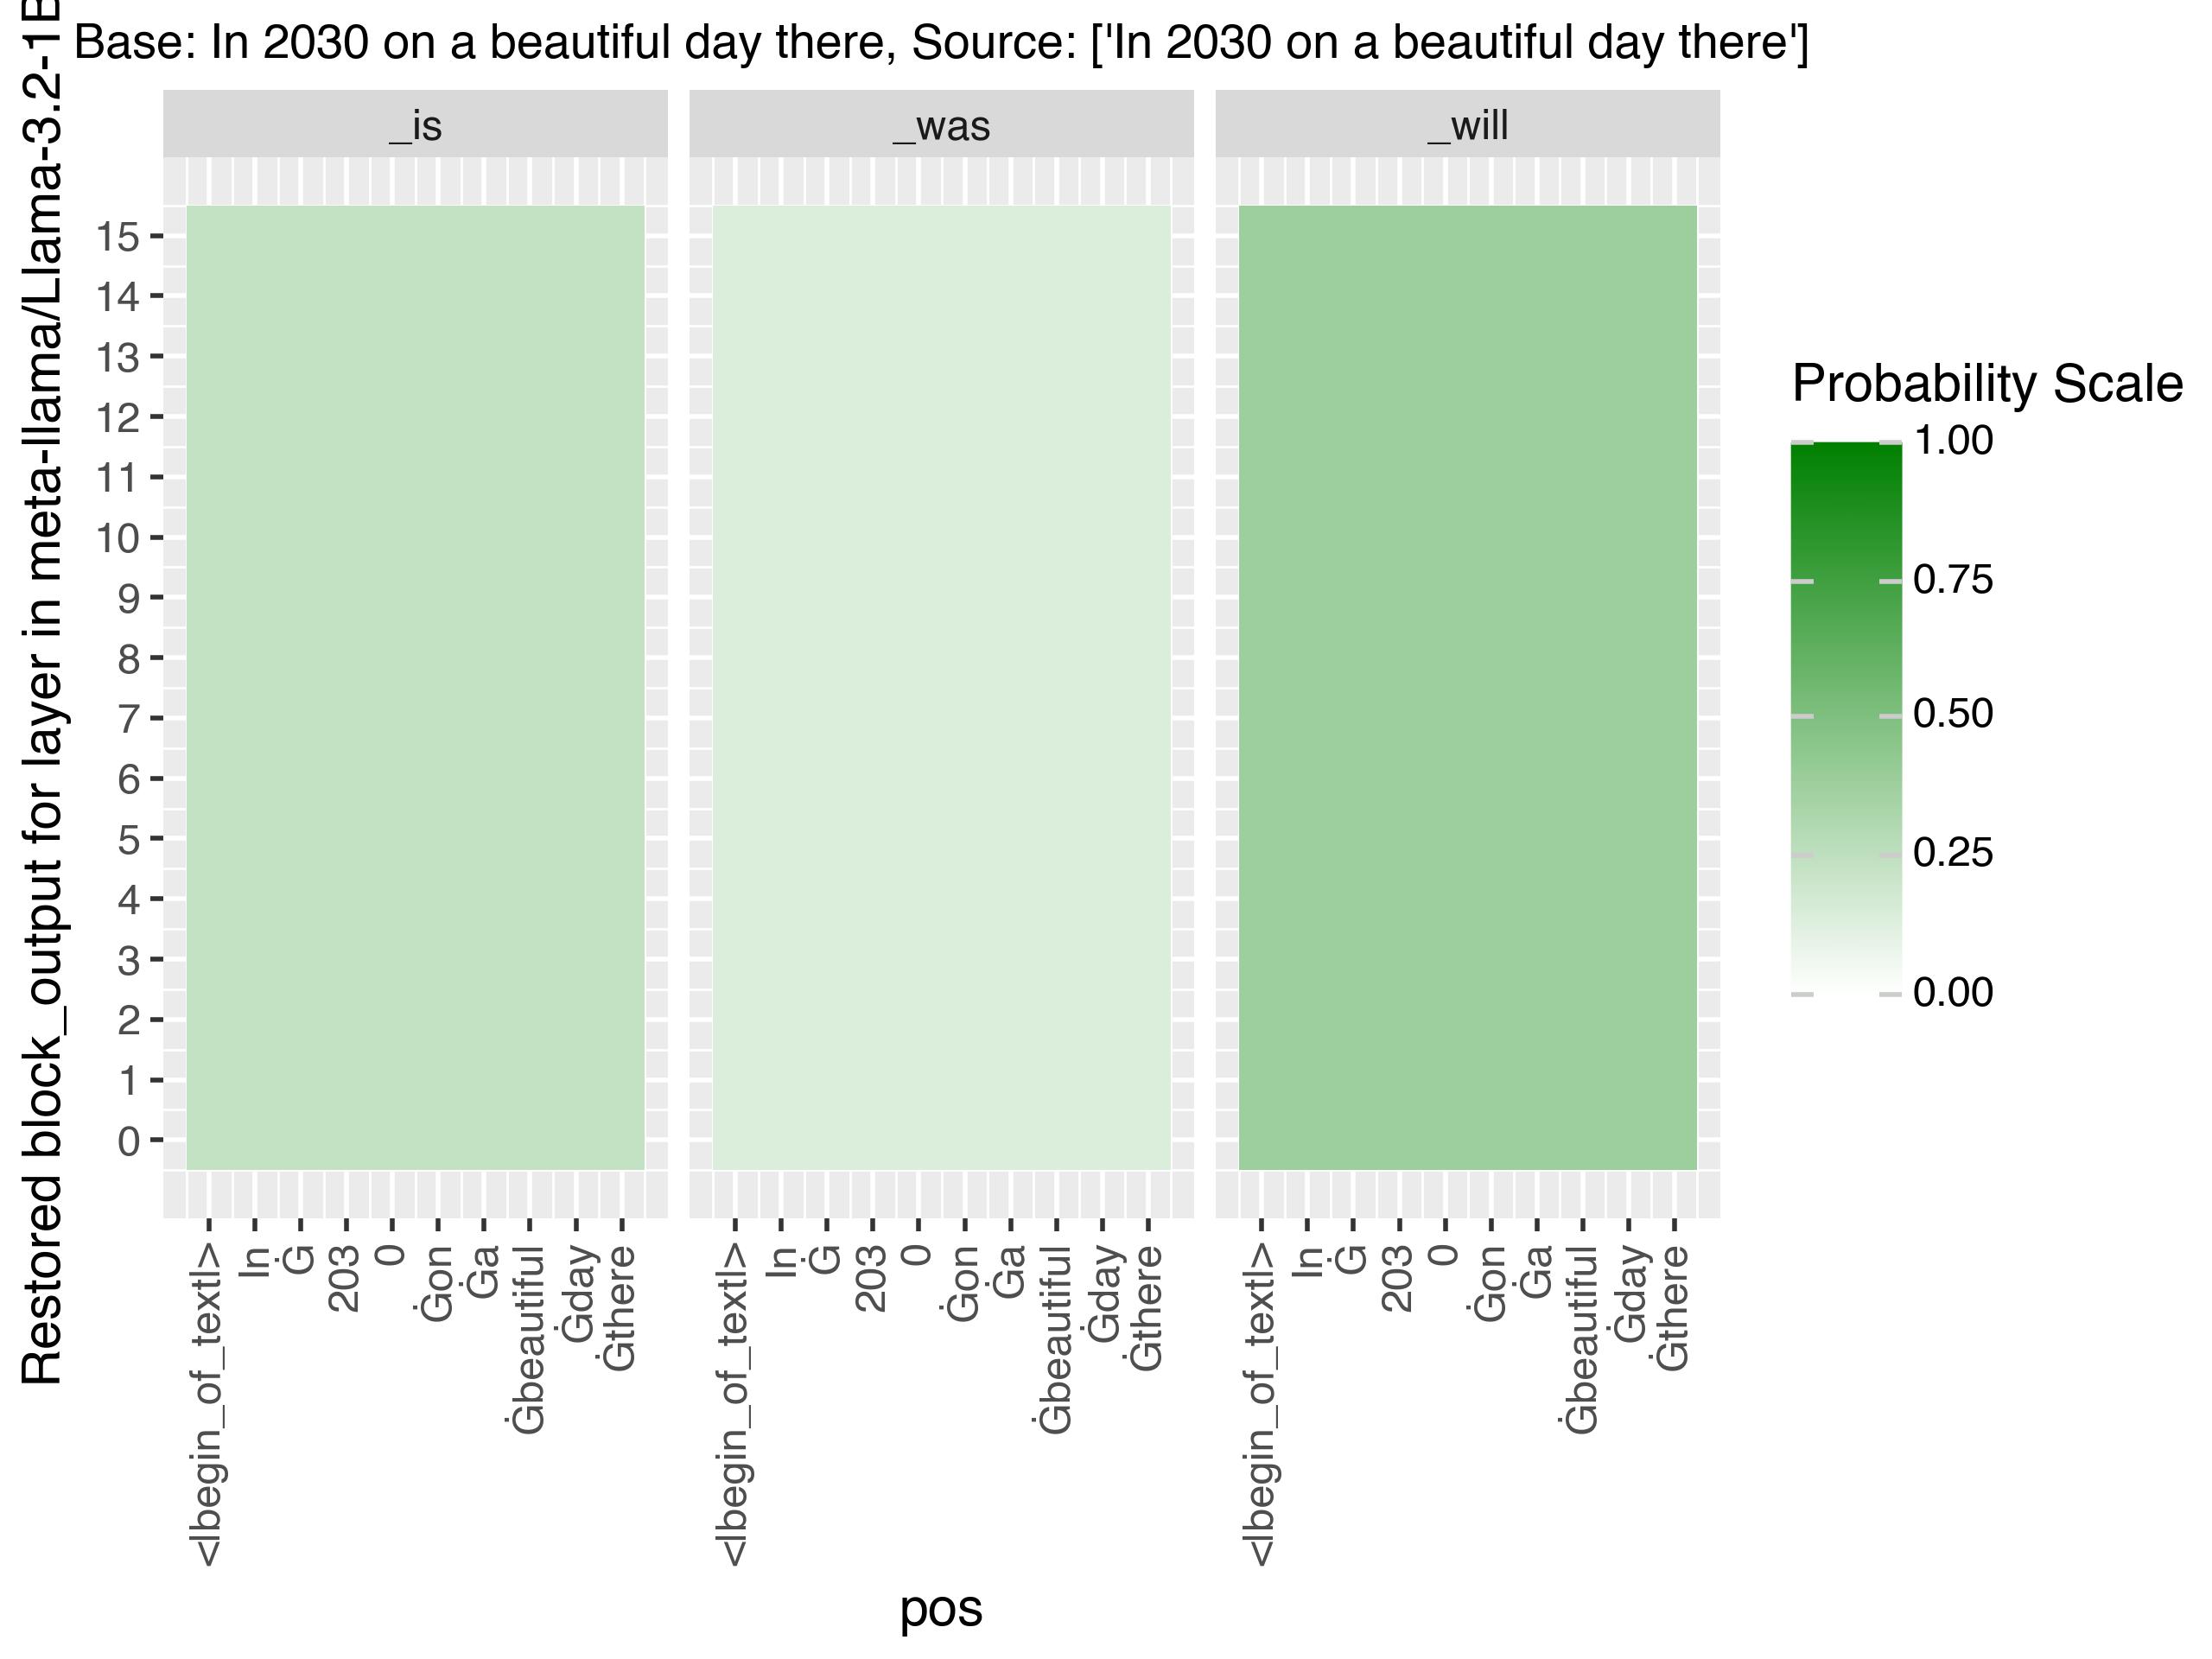 Base: In 2030 on a beautiful day there, Source: ['In 2030 on a beautiful day there']
Restored block_output for layer in meta-llama/Llama-3.2-1B
_is
_was
_will
15
14
13
12
11
10
9
8
7
6
5
4
3
2
1
0
<|begin_of_text|>
In
Ġ
203
0
Ġon
Ġa
Ġbeautiful
Ġday
Ġthere
<|begin_of_text|>
In
Ġ
203
0
Ġon
Ġa
Ġbeautiful
Ġday
Ġthere
<|begin_of_text|>
In
Ġ
203
0
Ġon
Ġa
Ġbeautiful
Ġday
Ġthere
pos
Probability Scale
1.00
0.75
0.50
0.25
0.00